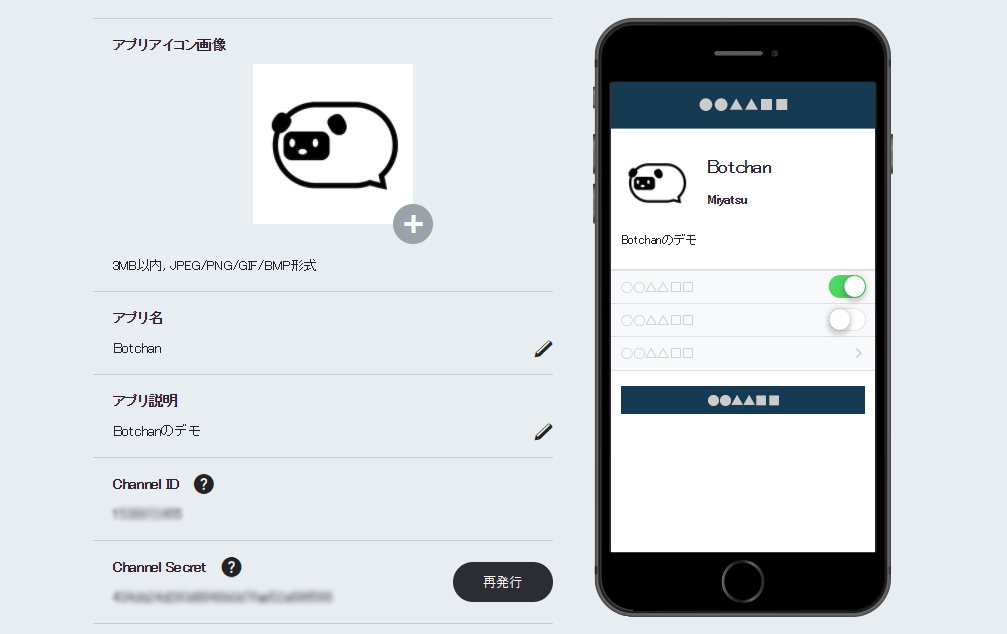 アプリアイコン画像
3MB以内, JPEG/PNG/GIF/BMP形式
アプリ名
Botchan
アプリ説明
Botchanのデモ
Channel ID ?
Channel Secret ?
再発行
●●▲▲■■
Botchan
Miyatsu
Botchanのデモ
○○△△□□
○○△△□□
○○△△□□
●●▲▲■■